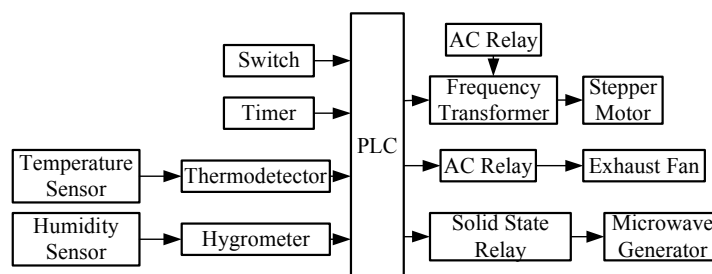 AC Relay
Switch
Frequency
Transformer
Stepper
Motor
Timer
PLC
Temperature
Sensor
Thermodetector
AC Relay
Exhaust Fan
Humidity
Sensor
Hygrometer
Solid State
Relay
Microwave
Generator